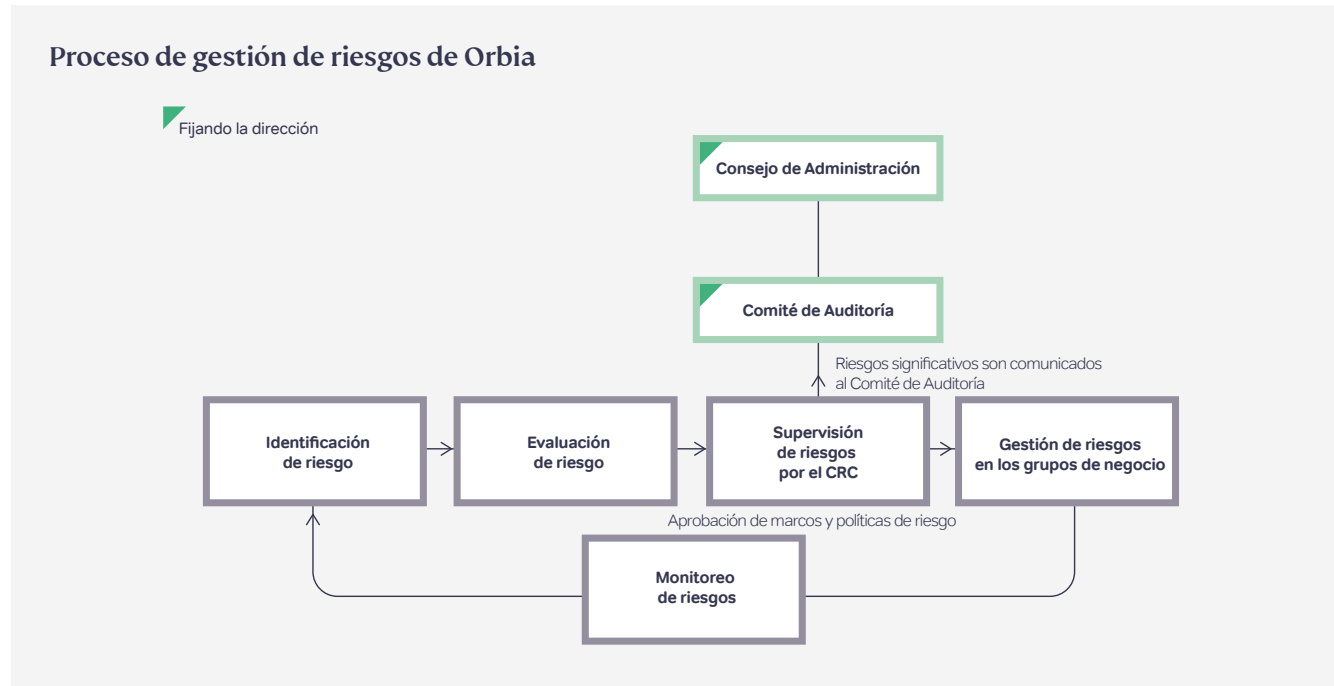 Proceso de gestión de riesgos de Orbia
Fijando la dirección
Consejo de Administración
Comité de Auditoría
Riesgos significativos son comunicados
al Comité de Auditoría
Identificación
de riesgo
Evaluación
de riesgo
Supervisión
de riesgos
por el CRC
Gestión de riesgos
en los grupos de negocio
Aprobación de marcos y políticas de riesgo
Monitoreo
de riesgos